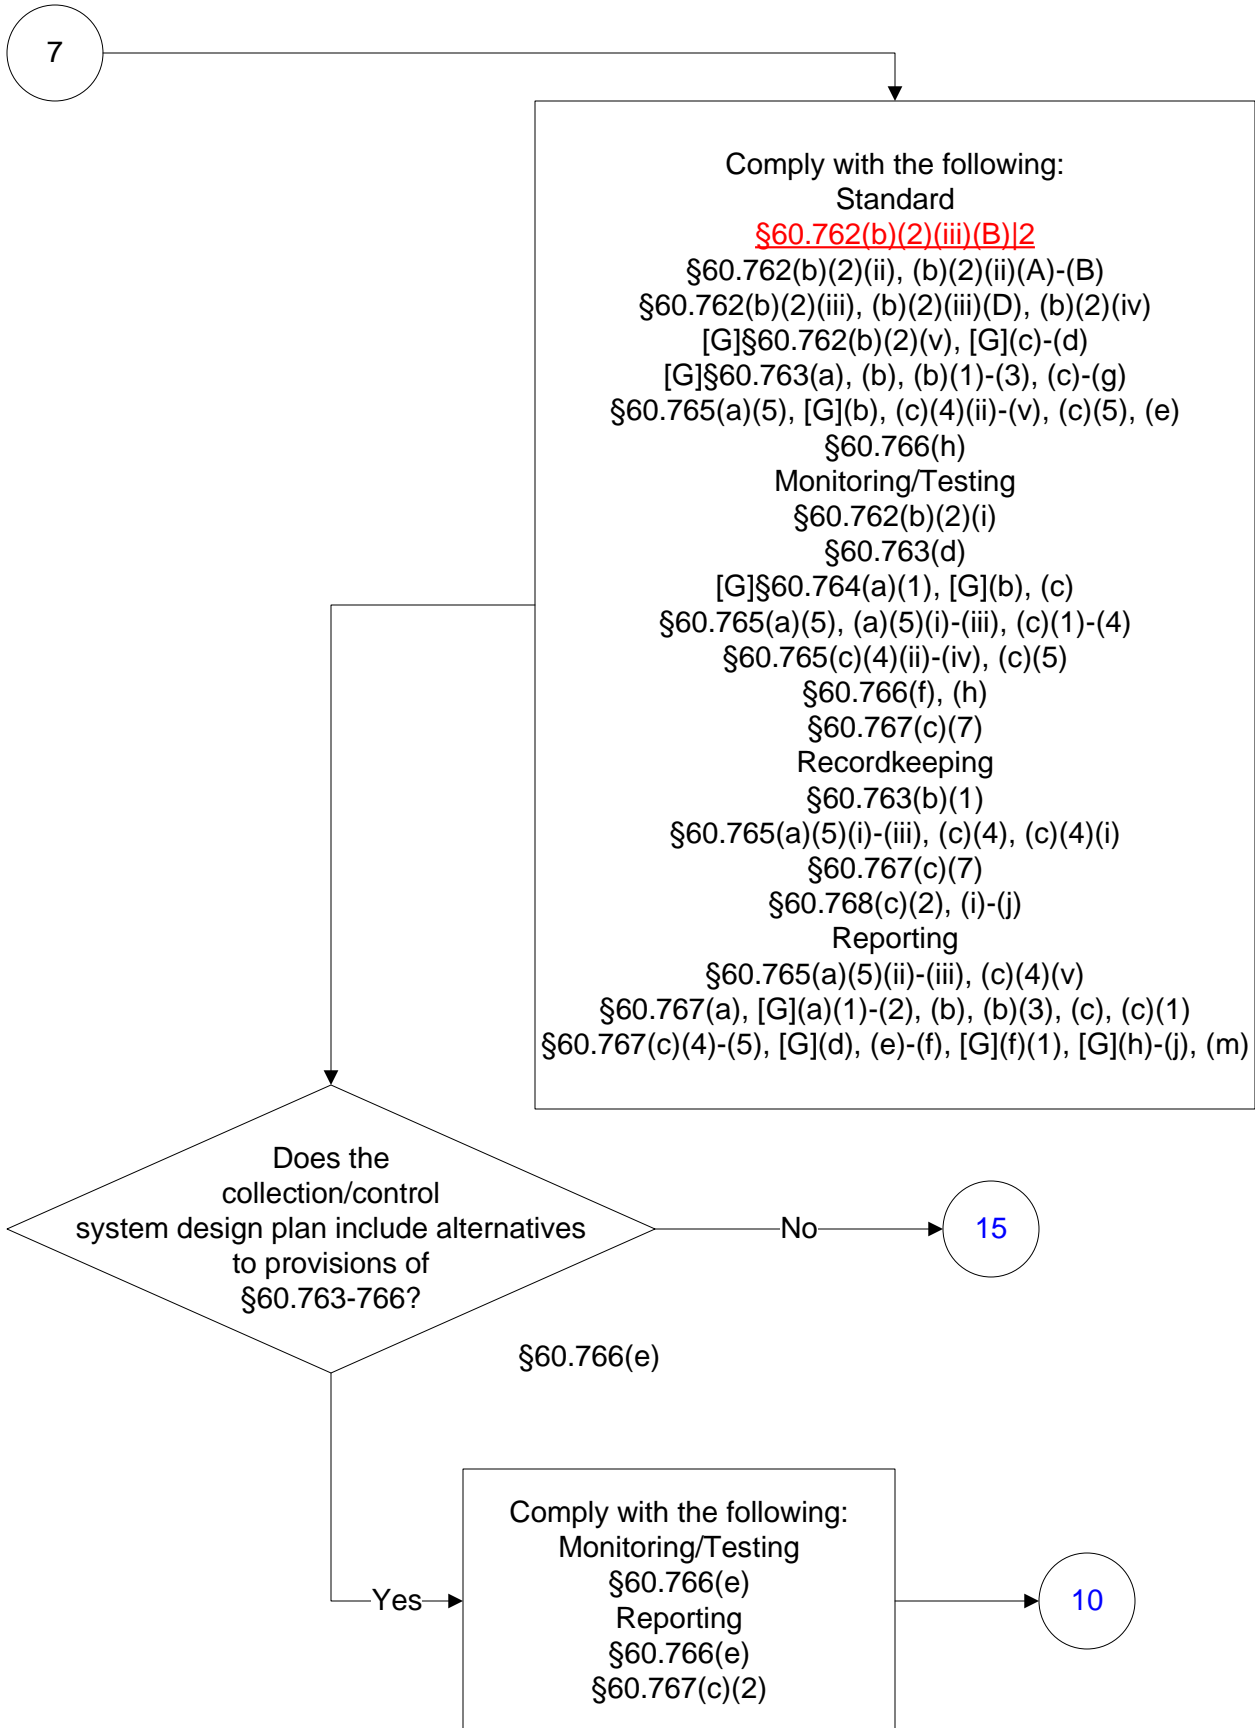 7
Comply with the following:
Standard
§60.762(b)(2)(iii)(B)|2
§60.762(b)(2)(ii), (b)(2)(ii)(A)-(B)
§60.762(b)(2)(iii), (b)(2)(iii)(D), (b)(2)(iv)
[G]§60.762(b)(2)(v), [G](c)-(d)
[G]§60.763(a), (b), (b)(1)-(3), (c)-(g)
§60.765(a)(5), [G](b), (c)(4)(ii)-(v), (c)(5), (e)
§60.766(h)
Monitoring/Testing
§60.762(b)(2)(i)
§60.763(d)
[G]§60.764(a)(1), [G](b), (c)
§60.765(a)(5), (a)(5)(i)-(iii), (c)(1)-(4)
§60.765(c)(4)(ii)-(iv), (c)(5)
§60.766(f), (h)
§60.767(c)(7)
Recordkeeping
§60.763(b)(1)
§60.765(a)(5)(i)-(iii), (c)(4), (c)(4)(i)
§60.767(c)(7)
§60.768(c)(2), (i)-(j)
Reporting
§60.765(a)(5)(ii)-(iii), (c)(4)(v)
§60.767(a), [G](a)(1)-(2), (b), (b)(3), (c), (c)(1)
§60.767(c)(4)-(5), [G](d), (e)-(f), [G](f)(1), [G](h)-(j), (m)
Does the
collection/control
system design plan include alternatives
to provisions of
§60.763-766?
No
15
§60.766(e)
Yes
Comply with the following:
Monitoring/Testing
§60.766(e)
Reporting
§60.766(e)
§60.767(c)(2)
10